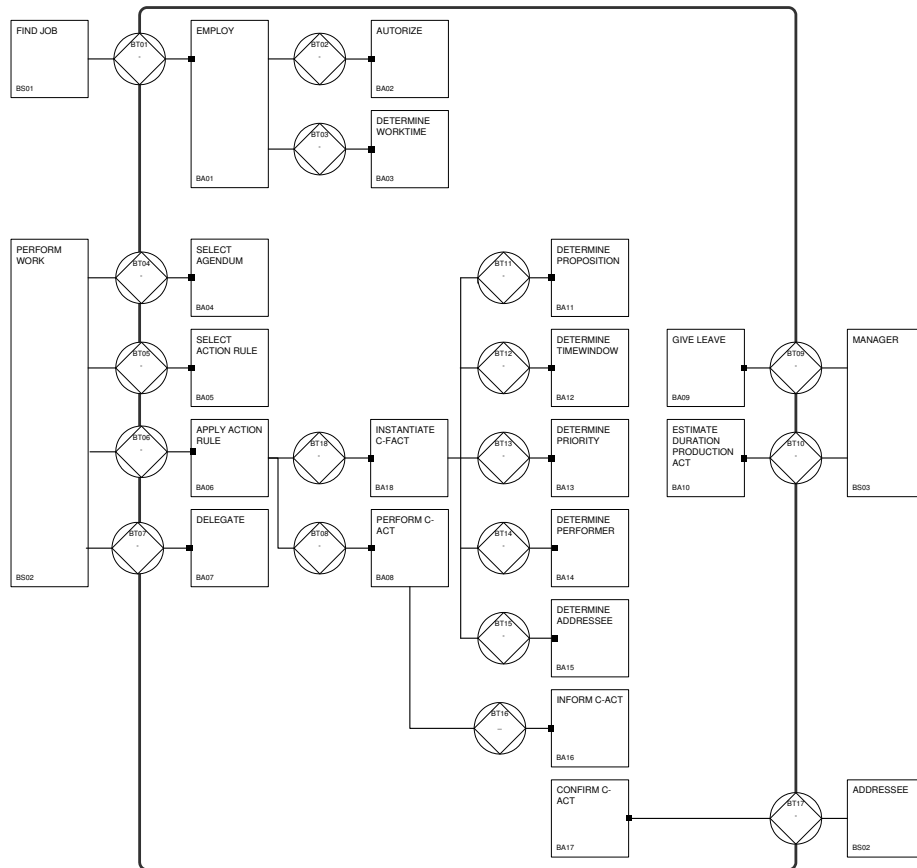 FIND JOB
BS01
BT01
-
EMPLOY
BA01
BT02
-
AUTORIZE
BA02
BT03
-
DETERMINE
WORKTIME
BA03
PERFORM
WORK
BS02
BT04
-
SELECT
AGENDUM
BA04
BT05
-
SELECT
ACTION RULE
BA05
BT06
-
APPLY ACTION
RULE
BA06
BT07
-
DELEGATE
BA07
BT18
-
INSTANTIATE
C-FACT
BA18
BT08
-
PERFORM C-
ACT
BA08
BT11
-
DETERMINE
PROPOSITION
BA11
BT12
-
DETERMINE
TIMEWINDOW
BA12
BT13
-
DETERMINE
PRIORITY
BA13
BT14
-
DETERMINE
PERFORMER
BA14
BT15
-
DETERMINE
ADDRESSEE
BA15
BT16
–
INFORM C-ACT
BA16
GIVE LEAVE
BA09
BT09
-
MANAGER
BS03
ESTIMATE
DURATION
PRODUCTION
ACT
BA10
BT10
-
CONFIRM C-
ACT
BA17
BT17
-
ADDRESSEE
BS02